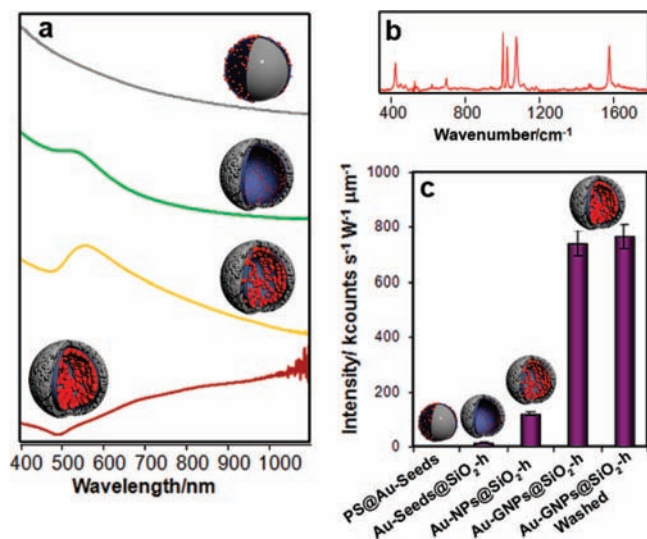 a
400 500 600 700 800 900 1000
Wavelength/nm
b
400 800 1200 1600
Wavenumber/cm⁻¹
c
Intensity/ kcounts s⁻¹ W⁻¹ µm⁻¹
1000
800
600
400
200
0
PS@Au-Seeds
Au-Seeds@SiO₂-h
Au-NPs@SiO₂-h
Au-GNPs@SiO₂-h
Au-GNPs@SiO₂-h
Washed